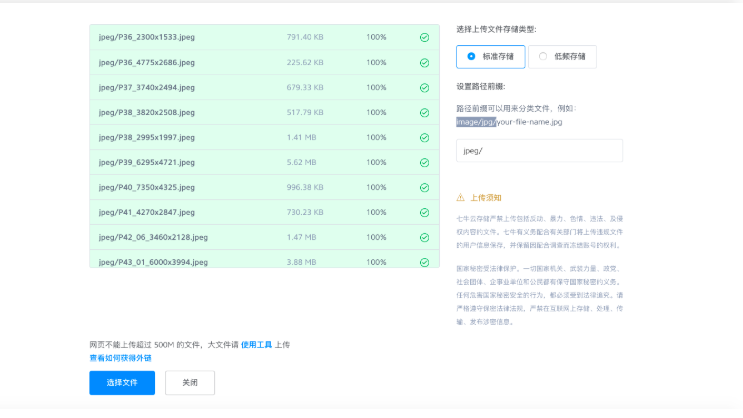 jpeg/P36_2300x1533.jpeg 791.40 KB 100%
jpeg/P36_4775x2686.jpeg 225.62 KB 100%
jpeg/P37_3740x2494.jpeg 679.33 KB 100%
jpeg/P38_3820x2508.jpeg 517.79 KB 100%
jpeg/P38_2995x1997.jpeg 1.41 MB 100%
jpeg/P39_6295x4721.jpeg 5.62 MB 100%
jpeg/P40_7350x4325.jpeg 996.38 KB 100%
jpeg/P41_4270x2847.jpeg 730.23 KB 100%
jpeg/P42_06_3460x2128.jpeg 1.47 MB 100%
jpeg/P43_01_6000x3994.jpeg 3.88 MB 100%
网页不能上传超过 500M 的文件，大文件请 使用工具 上传
查看如何获得外链
选择文件 关闭
选择上传文件存储类型:
标准存储 低频存储
设置路径前缀:
路径前缀可以用来分类文件，例如:
image/jpg/your-file-name.jpg
jpeg/
上传须知
七牛云存储严禁上传包括反动、暴力、色情、违法、及侵
权内容的文件。七牛有义务配合有关部门将上传违规文件
的用户信息保存，并保留因配合调查而冻结账号的权利。
国家秘密受法律保护。一切国家机关、武装力量、政党、
社会团体、企事业单位和公民都有保守国家秘密的义务。
任何危害国家秘密安全的行为，都必须受到法律追究。请
严格遵守保密法律法规，严禁在互联网上存储、处理、传
输、发布涉密信息。